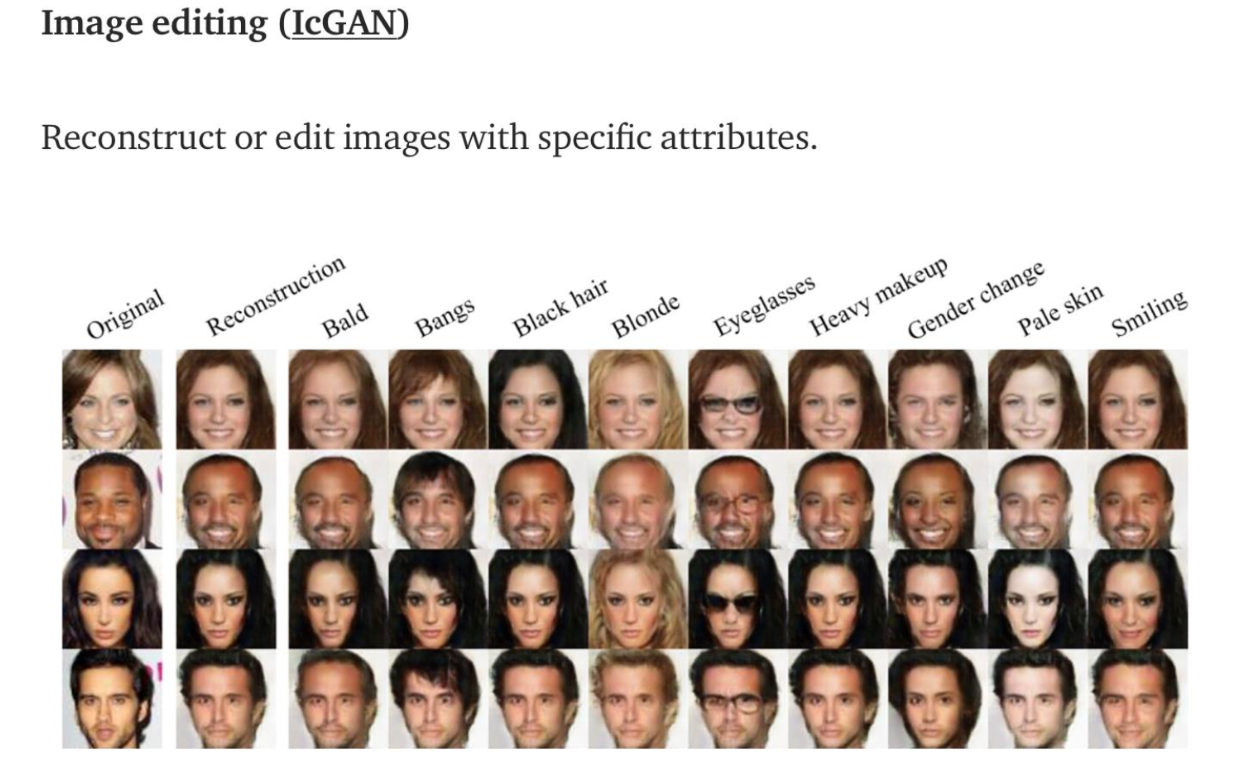 Image editing (IcGAN)
Reconstruct or edit images with specific attributes.
Original
Reconstruction
Bald
Bangs
Black hair
Blonde
Eyeglasses
Heavy makeup
Gender change
Pale skin
Smiling